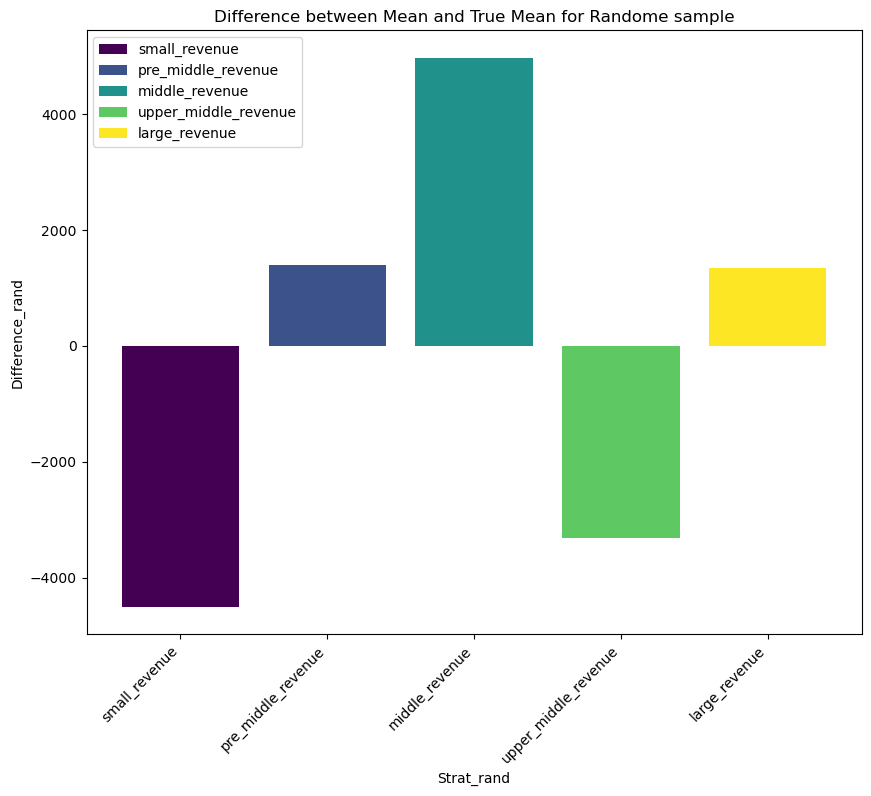 Difference between Mean and True Mean for Randome sample
small_revenue
pre_middle_revenue
middle_revenue
upper_middle_revenue
large_revenue
4000
2000
0
−2000
−4000
Difference_rand
small_revenue
pre_middle_revenue
middle_revenue
upper_middle_revenue
large_revenue
Strat_rand